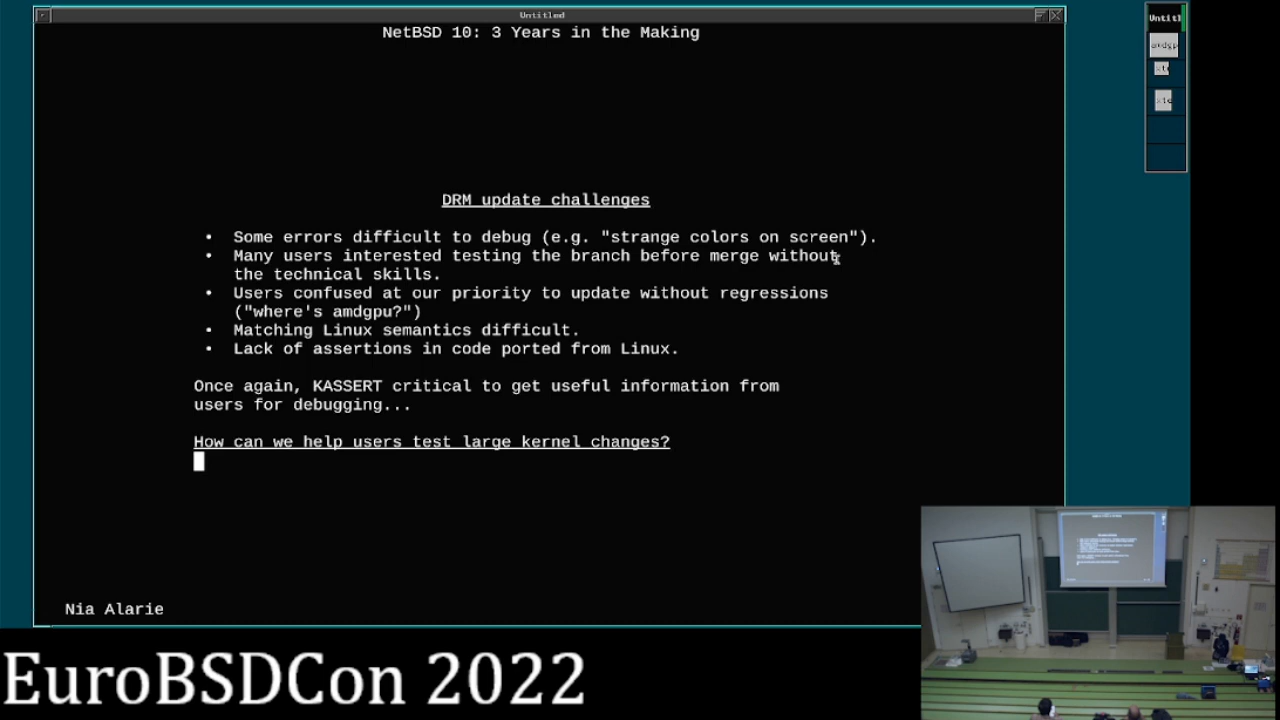 Untitled
NetBSD 10: 3 Years in the Making
DRM update challenges
• Some errors difficult to debug (e.g. "strange colors on screen").
• Many users interested testing the branch before merge without
the technical skills.
• Users confused at our priority to update without regressions
("where's amdgpu?")
• Matching Linux semantics difficult.
• Lack of assertions in code ported from Linux.
Once again, KASSERT critical to get useful information from
users for debugging...
How can we help users test large kernel changes?
Nia Alarie
EuroBSDCon 2022
Untitl
amdgp
xte